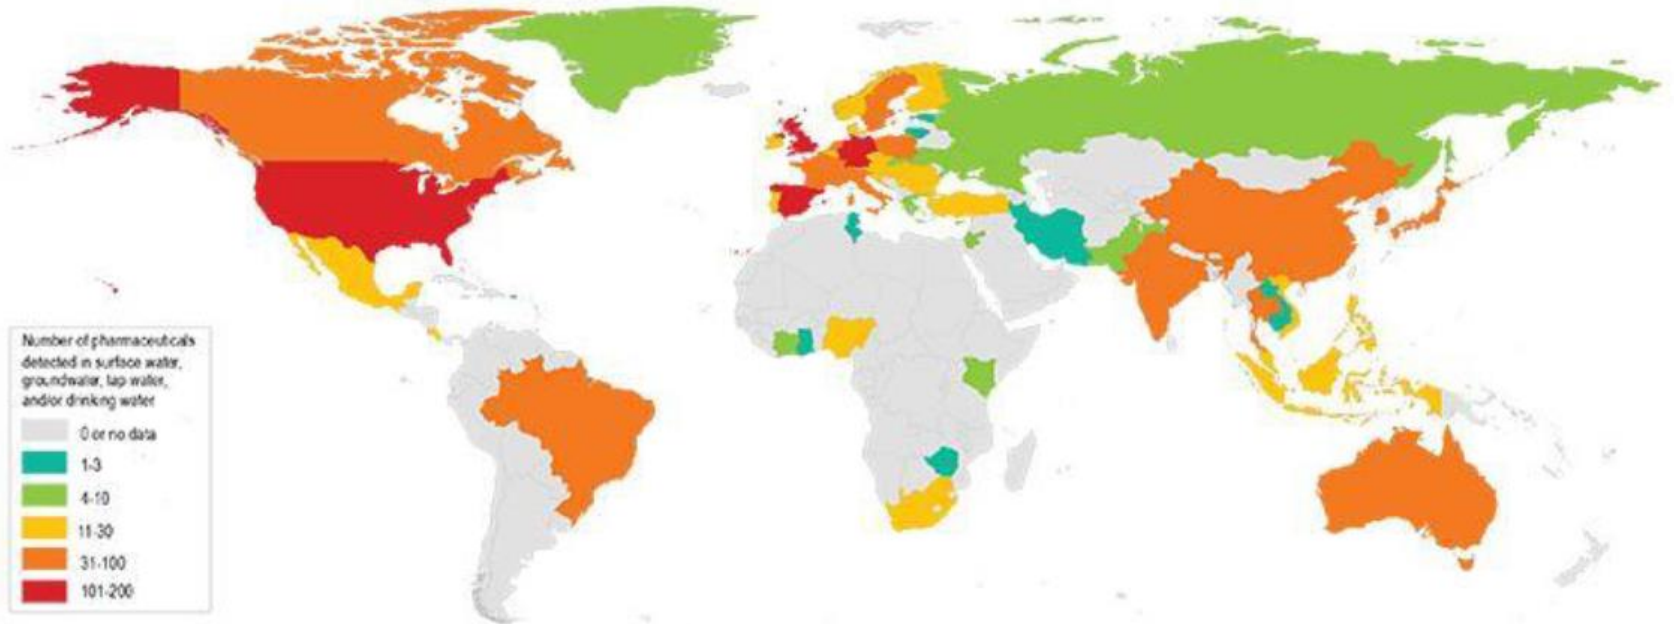 Number of pharmaceuticals
detected in surface water,
groundwater, tap water,
and/or drinking water
0 or no data
1-3
4-10
11-30
31-100
101-200